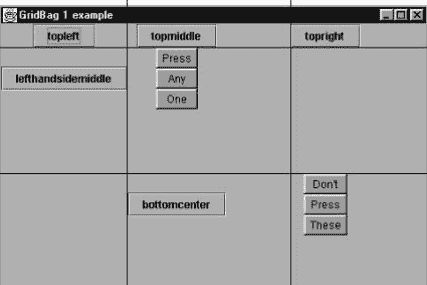 GridBag 1 example
topleft topmiddle topright
Press
lefthandsidemiddle Any
One
Don't
bottomcenter Press
These